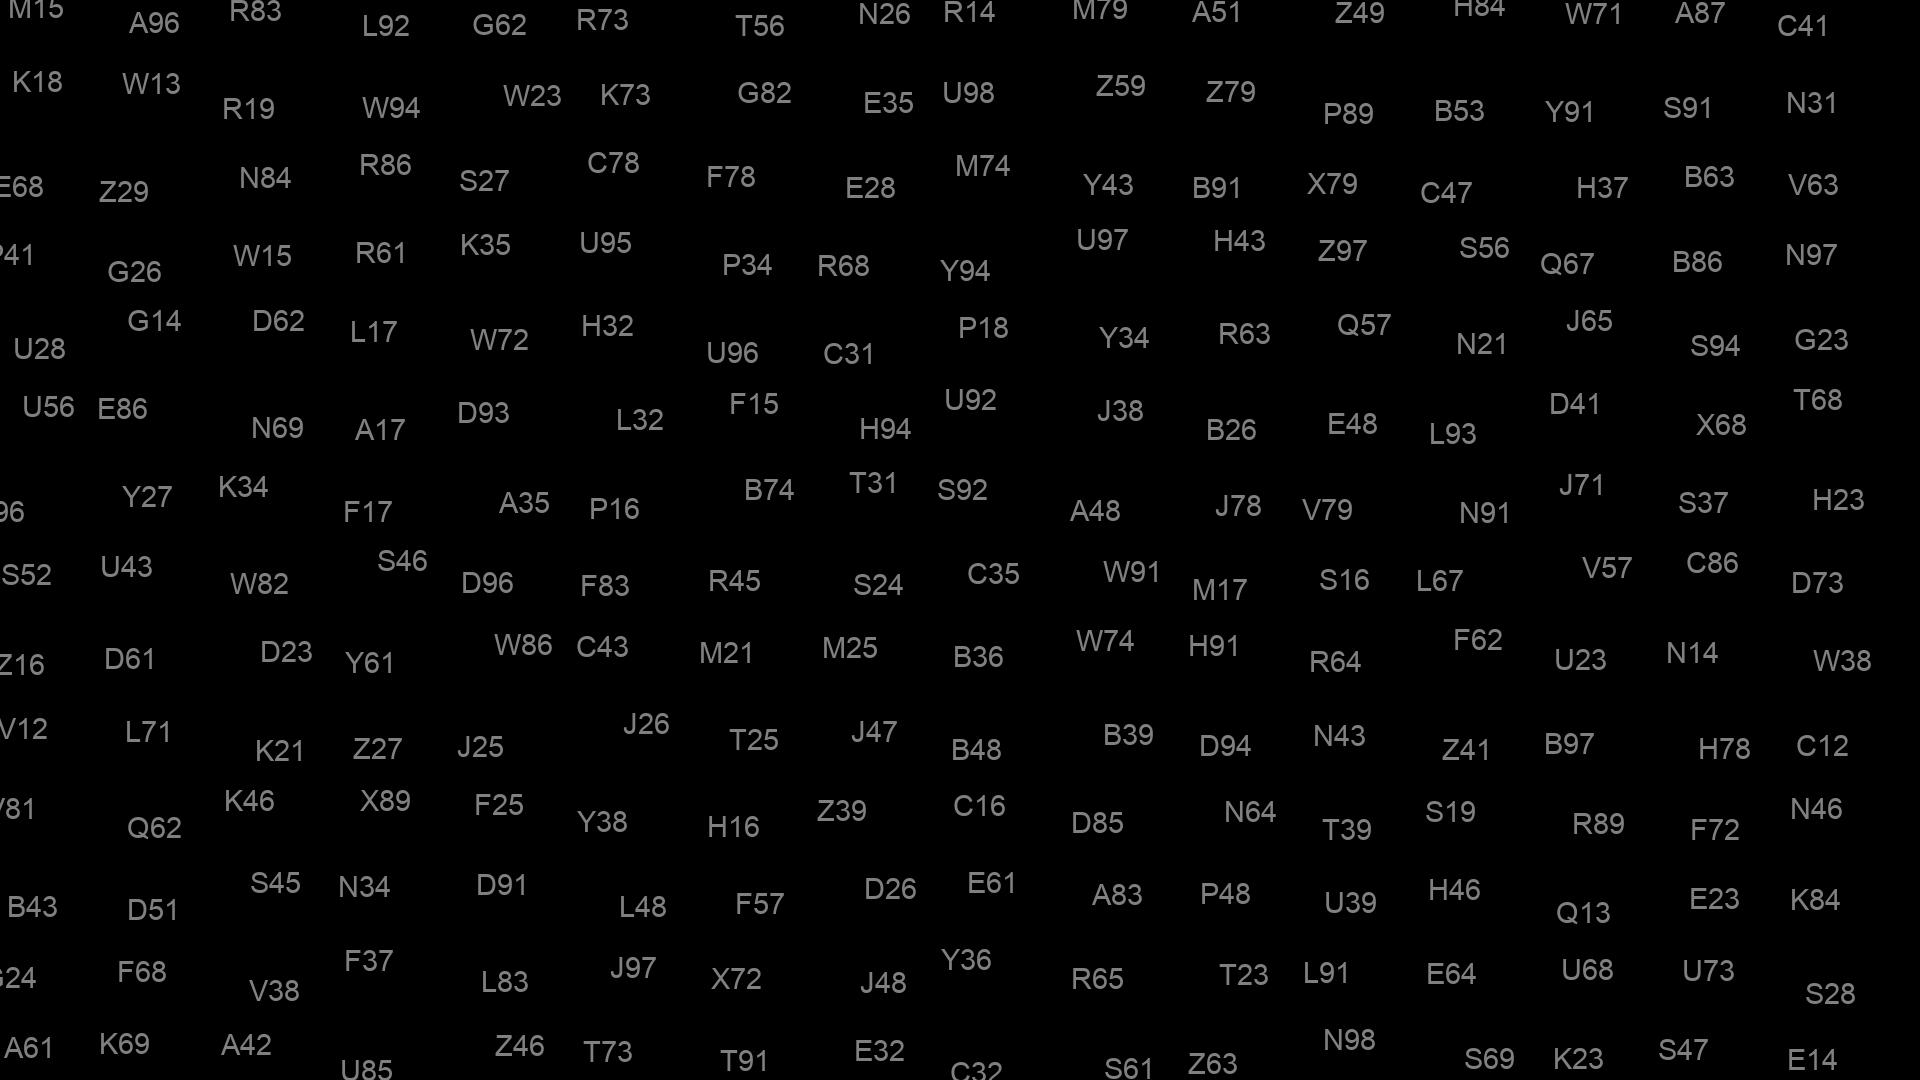 M15 A96 R83 L92 G62 R73 T56 N26 R14 M79 A51 Z49 H84 W71 A87 C41
K18 W13 R19 W94 W23 K73 G82 E35 U98 Z59 Z79 P89 B53 Y91 S91 N31
E68 Z29 N84 R86 S27 C78 F78 E28 M74 Y43 B91 X79 C47 H37 B63 V63
P41 G26 W15 R61 K35 U95 P34 R68 Y94 U97 H43 Z97 S56 Q67 B86 N97
U28 G14 D62 L17 W72 H32 U96 C31 P18 Y34 R63 Q57 N21 J65 S94 G23
U56 E86 N69 A17 D93 L32 F15 H94 U92 J38 B26 E48 L93 D41 X68 T68
Y27 K34 F17 A35 P16 B74 T31 S92 A48 J78 V79 N91 J71 S37 H23
S52 U43 W82 S46 D96 F83 R45 S24 C35 W91 M17 S16 L67 V57 C86 D73
Z16 D61 D23 Y61 W86 C43 M21 M25 B36 W74 H91 R64 F62 U23 N14 W38
V12 L71 K21 Z27 J25 J26 T25 J47 B48 B39 D94 N43 Z41 B97 H78 C12
Q62 K46 X89 F25 Y38 H16 Z39 C16 D85 N64 T39 S19 R89 F72 N46
B43 D51 S45 N34 D91 L48 F57 D26 E61 A83 P48 U39 H46 Q13 E23 K84
G24 F68 V38 F37 L83 J97 X72 J48 Y36 R65 T23 L91 E64 U68 U73 S28
A61 K69 A42 U85 Z46 T73 T91 E32 C32 S61 Z63 N98 S69 K23 S47 E14